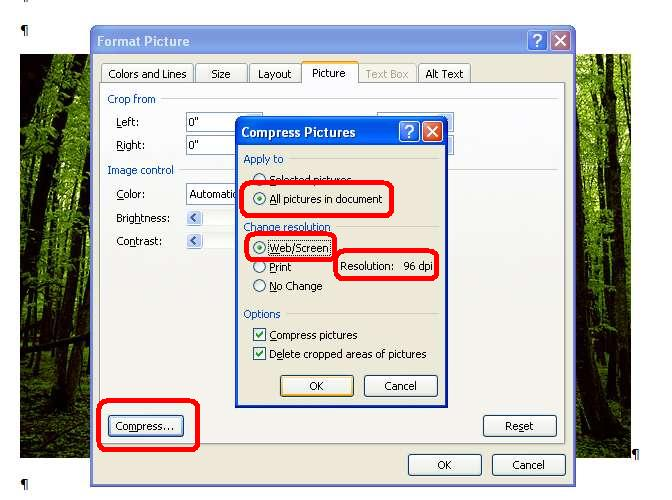 ¶
Format Picture
Colors and Lines Size Layout Picture Text Box Alt Text
Crop from
Left: 0"
Right: 0"
Image control
Color: Automatic
Brightness:
Contrast:
Compress Pictures
Apply to
Selected pictures
All pictures in document
Change resolution
Web/Screen
Print Resolution: 96 dpi
No Change
Options
Compress pictures
Delete cropped areas of pictures
OK Cancel
Compress... Reset
OK Cancel
¶
¶